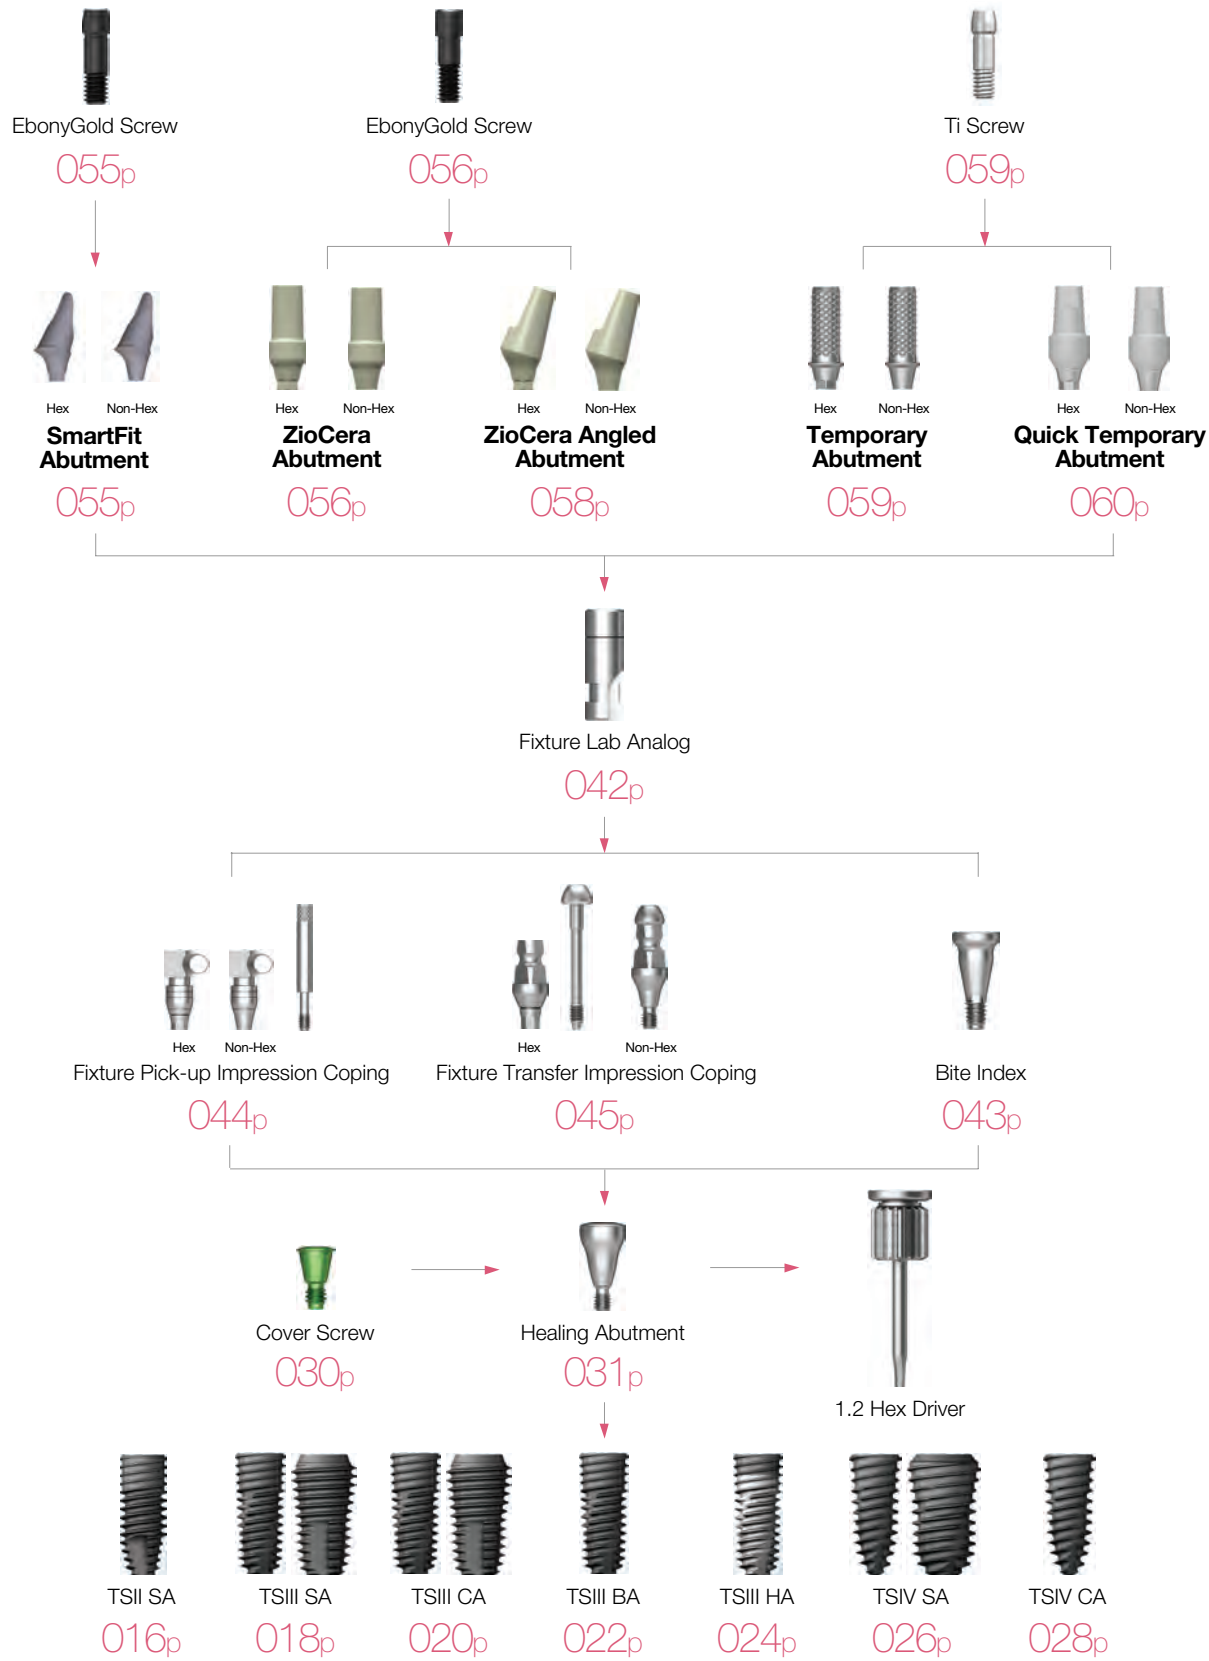 EbonyGold Screw
055p
EbonyGold Screw
056p
Ti Screw
059p
Hex Non-Hex
SmartFit
Abutment
055p
Hex Non-Hex
ZioCera
Abutment
056p
Hex Non-Hex
ZioCera Angled
Abutment
058p
Hex Non-Hex
Temporary
Abutment
059p
Hex Non-Hex
Quick Temporary
Abutment
060p
Fixture Lab Analog
042p
Hex Non-Hex
Fixture Pick-up Impression Coping
044p
Hex Non-Hex
Fixture Transfer Impression Coping
045p
Bite Index
043p
Cover Screw
030p
Healing Abutment
031p
1.2 Hex Driver
TSII SA
016p
TSIII SA
018p
TSIII CA
020p
TSIII BA
022p
TSIII HA
024p
TSIV SA
026p
TSIV CA
028p